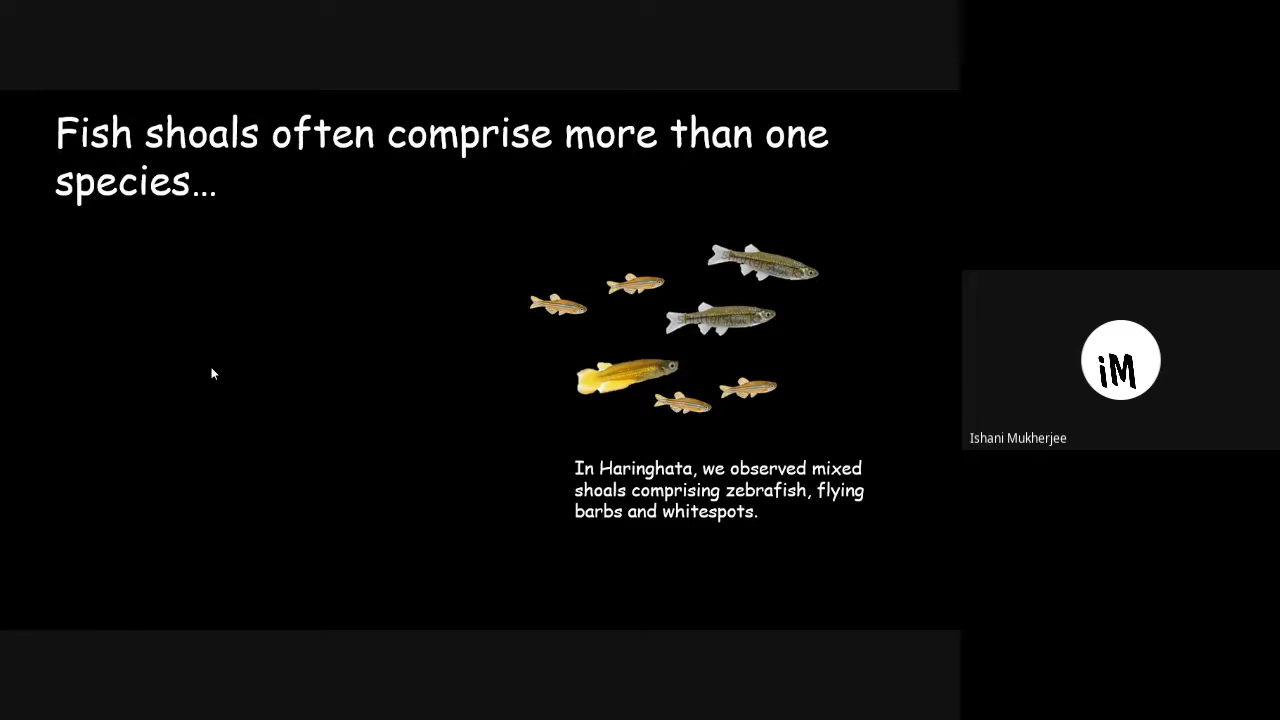 Fish shoals often comprise more than one
species...
In Haringhata, we observed mixed
shoals comprising zebrafish, flying
barbs and whitespots.
iM
Ishani Mukherjee